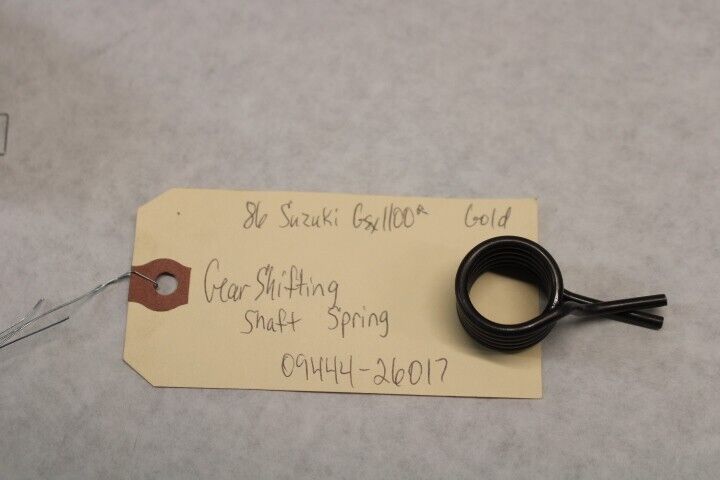 86 Suzuki Gsx1100R Gold
Gear Shifting
Shaft Spring
09444-26017